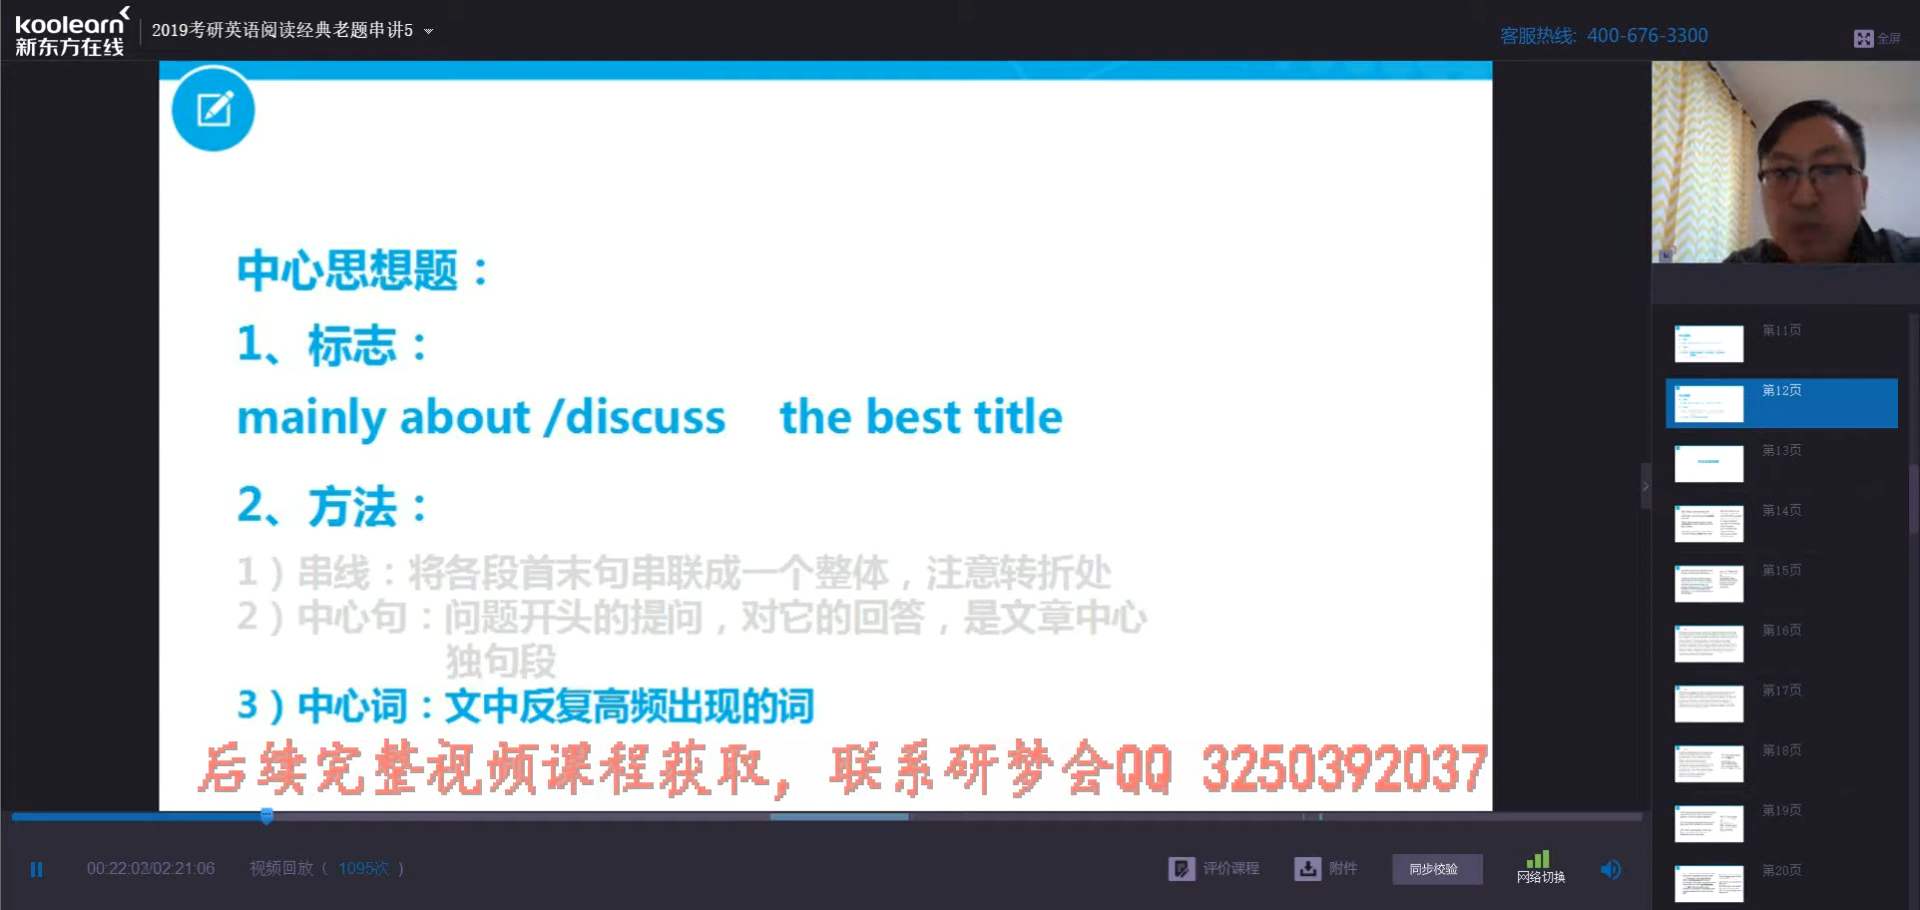 koolearn
新东方在线
2019考研英语阅读经典老题串讲5
客服热线: 400-676-3300
全屏
中心思想题：
1、标志：
mainly about /discuss the best title
2、方法：
1）串线：将各段首末句串联成一个整体，注意转折处
2）中心句：问题开头的提问，对它的回答，是文章中心
独句段
3）中心词：文中反复高频出现的词
后续完整视频课程获取，联系研梦会QQ 3250392037
第11页
第12页
第13页
第14页
第15页
第16页
第17页
第18页
第19页
第20页
00:22:03/02:21:06
视频回放（ 1095次 ）
评价课程
附件
同步校验
网络切换